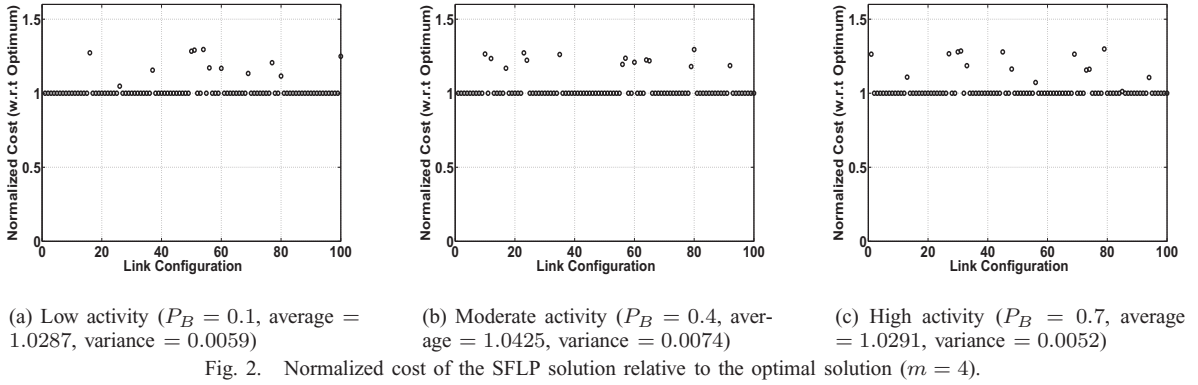 Normalized Cost (w.r.t Optimum)
1.5
1
0.5
0
0 20 40 60 80 100
Link Configuration
(a) Low activity (P_B = 0.1, average =
1.0287, variance = 0.0059)
Normalized Cost (w.r.t Optimum)
1.5
1
0.5
0
0 20 40 60 80 100
Link Configuration
(b) Moderate activity (P_B = 0.4, aver-
age = 1.0425, variance = 0.0074)
Normalized Cost (w.r.t Optimum)
1.5
1
0.5
0
0 20 40 60 80 100
Link Configuration
(c) High activity (P_B = 0.7, average
= 1.0291, variance = 0.0052)
Fig. 2. Normalized cost of the SFLP solution relative to the optimal solution (m = 4).